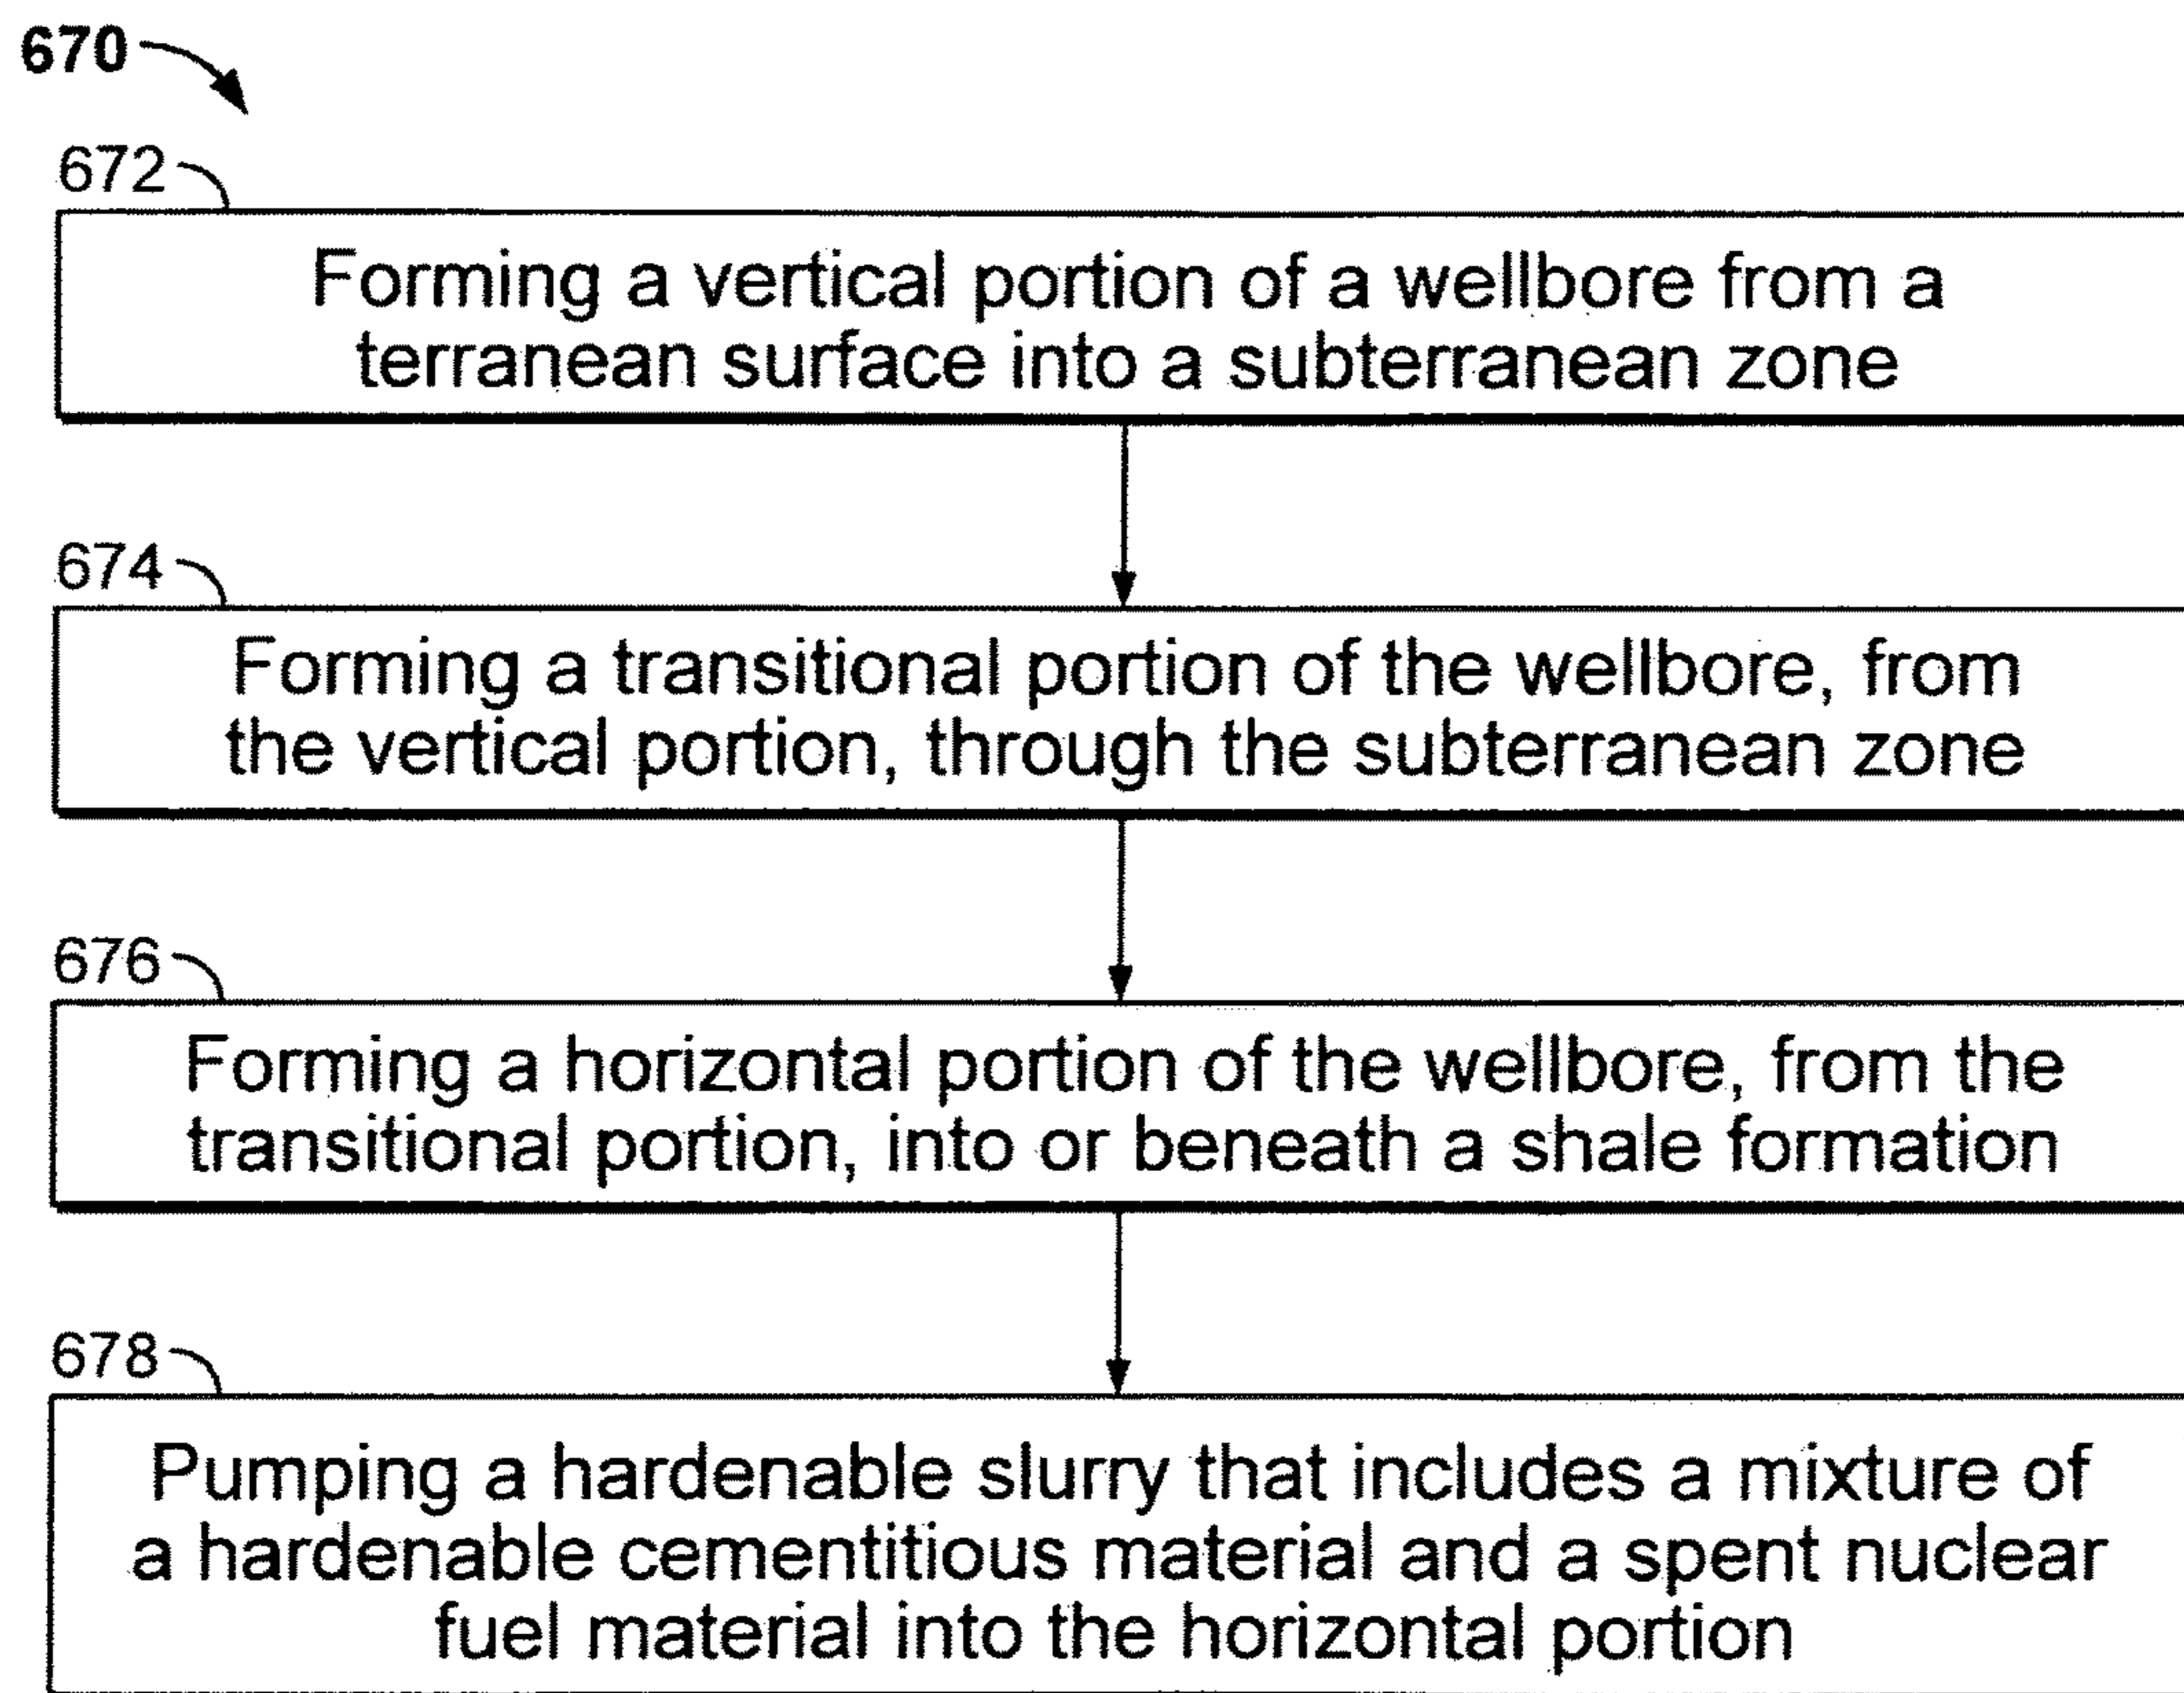 670
672
Forming a vertical portion of a wellbore from a
terranean surface into a subterranean zone
674
Forming a transitional portion of the wellbore, from
the vertical portion, through the subterranean zone
676
Forming a horizontal portion of the wellbore, from the
transitional portion, into or beneath a shale formation
678
Pumping a hardenable slurry that includes a mixture of
a hardenable cementitious material and a spent nuclear
fuel material into the horizontal portion